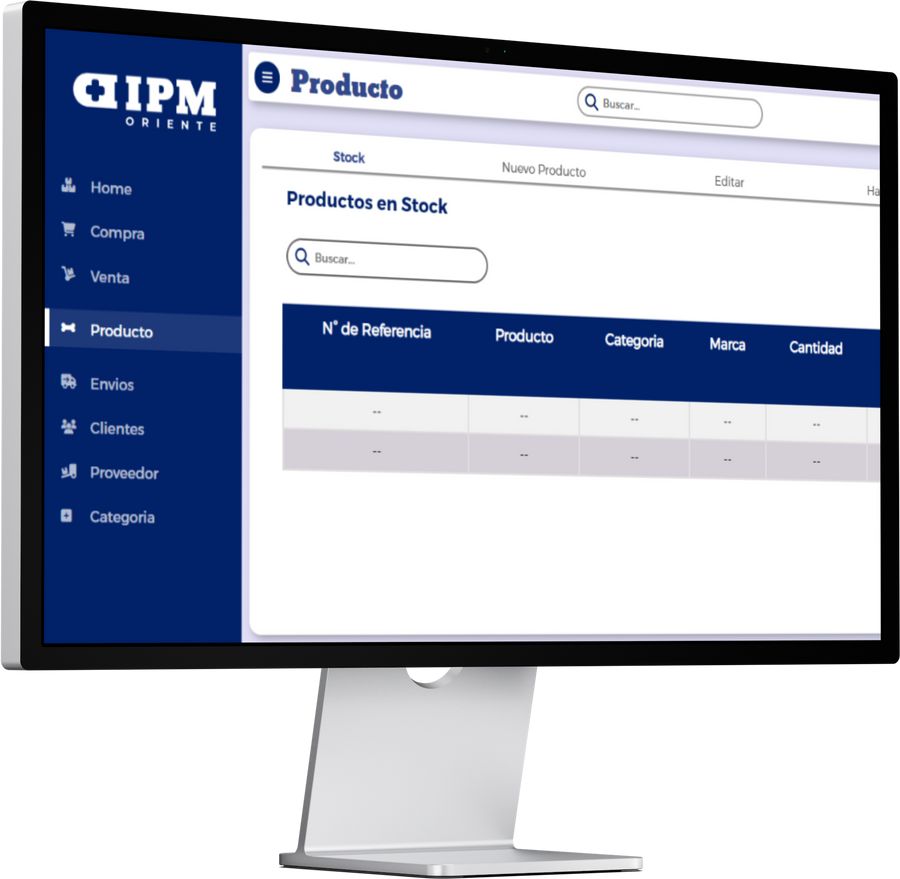 IPM
ORIENTE
Home
Compra
Venta
Producto
Envios
Clientes
Proveedor
Categoria
Producto
Buscar...
Stock
Nuevo Producto
Editar
Ha
Productos en Stock
Buscar...
N° de Referencia
Producto
Categoria
Marca
Cantidad
-- -- -- -- --
-- -- -- -- --